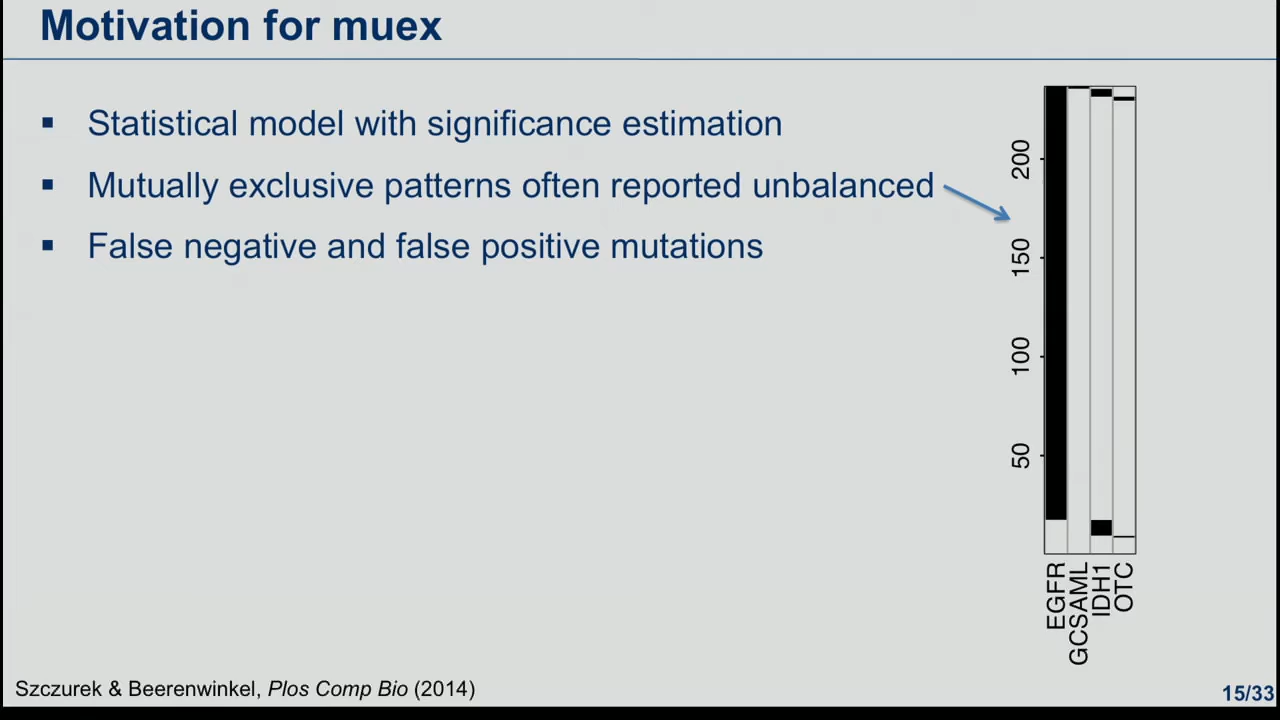 Motivation for muex
▪ Statistical model with significance estimation
▪ Mutually exclusive patterns often reported unbalanced
▪ False negative and false positive mutations
200
150
100
50
EGFR
GCSAML
IDH1
OTC
Szczurek & Beerenwinkel, Plos Comp Bio (2014)
15/33